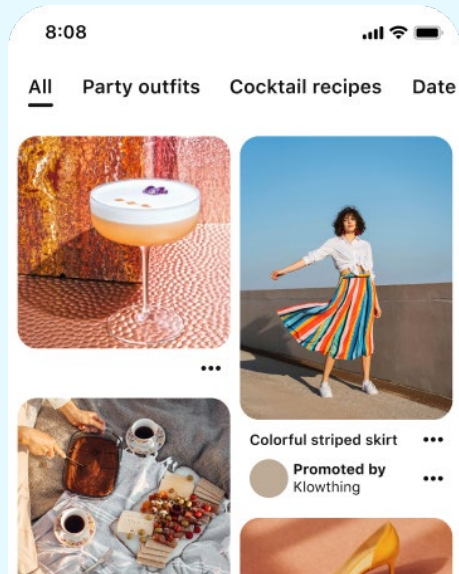 8:08
All Party outfits Cocktail recipes Date
Colorful striped skirt
Promoted by
Klowthing